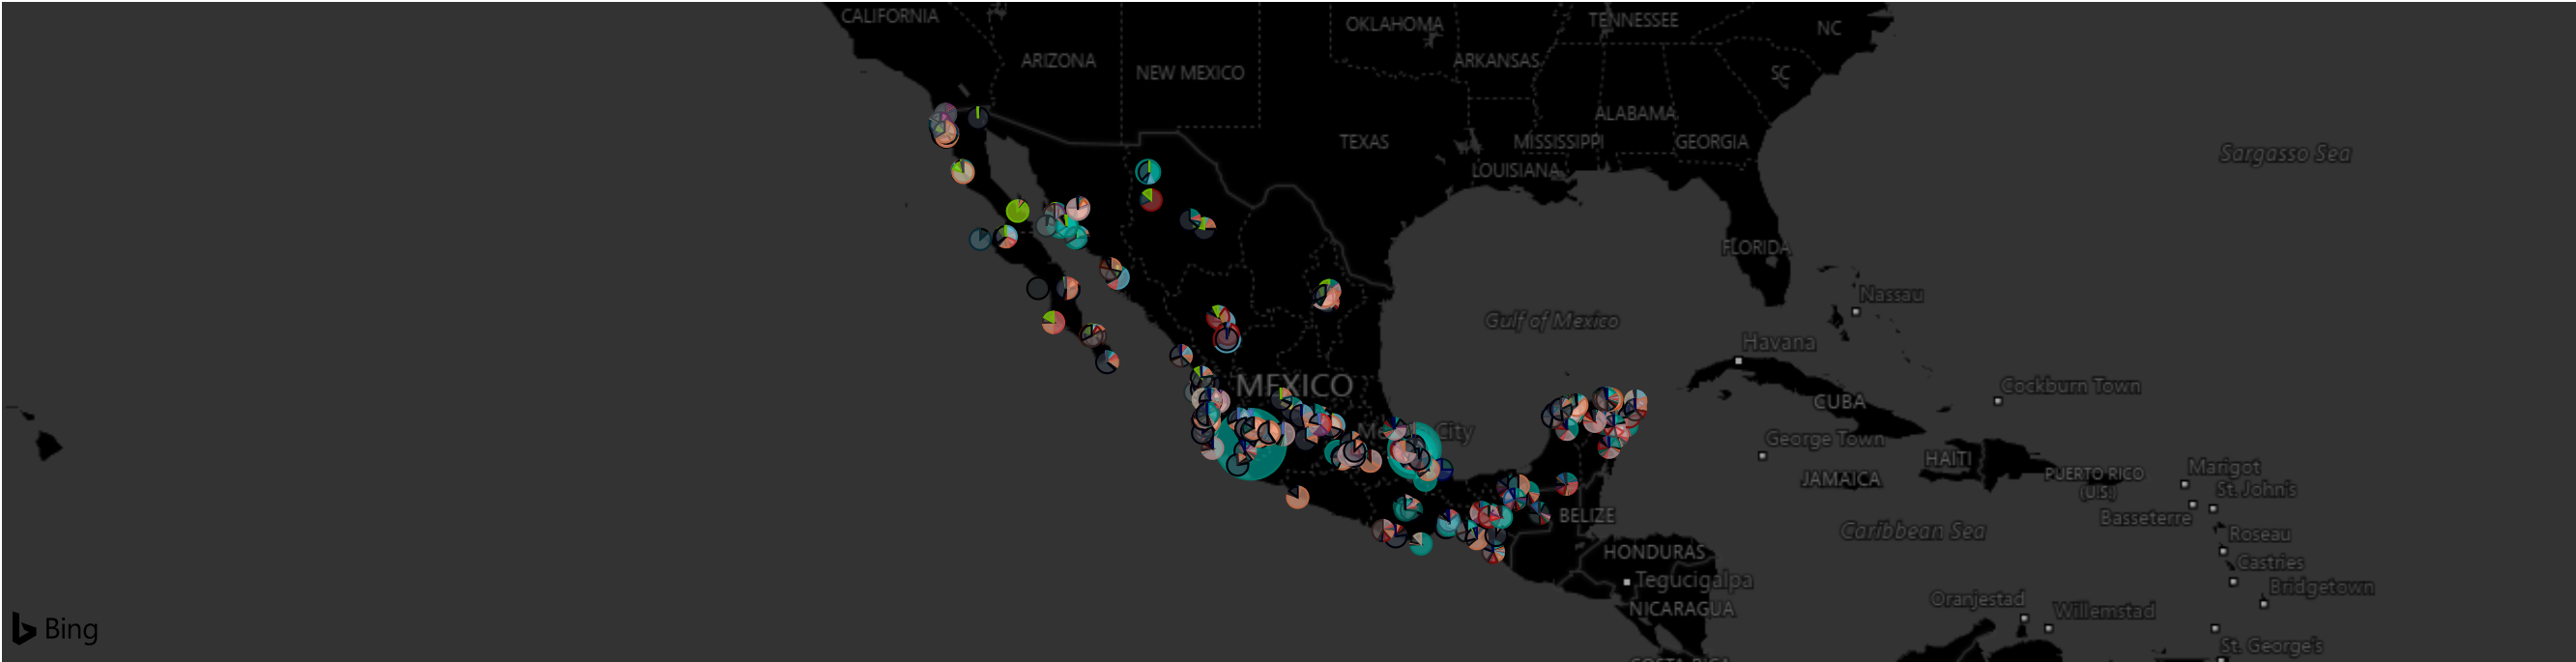 CALIFORNIA
OKLAHOMA
TENNESSEE
NC
ARIZONA
NEW MEXICO
ARKANSAS
SC
ALABAMA
TEXAS
MISSISSIPPI
GEORGIA
LOUISIANA
Sargasso Sea
FLORIDA
Nassau
Gulf of Mexico
Havana
MEXICO
Cockburn Town
CUBA
City
George Town
HAITI
JAMAICA
PUERTO RICO
(U.S.)
Marigot
St. John's
BELIZE
Basseterre
Caribbean Sea
Roseau
HONDURAS
Castries
Tegucigalpa
Bridgetown
NICARAGUA
Oranjestad
Willemstad
Bing
St. George's